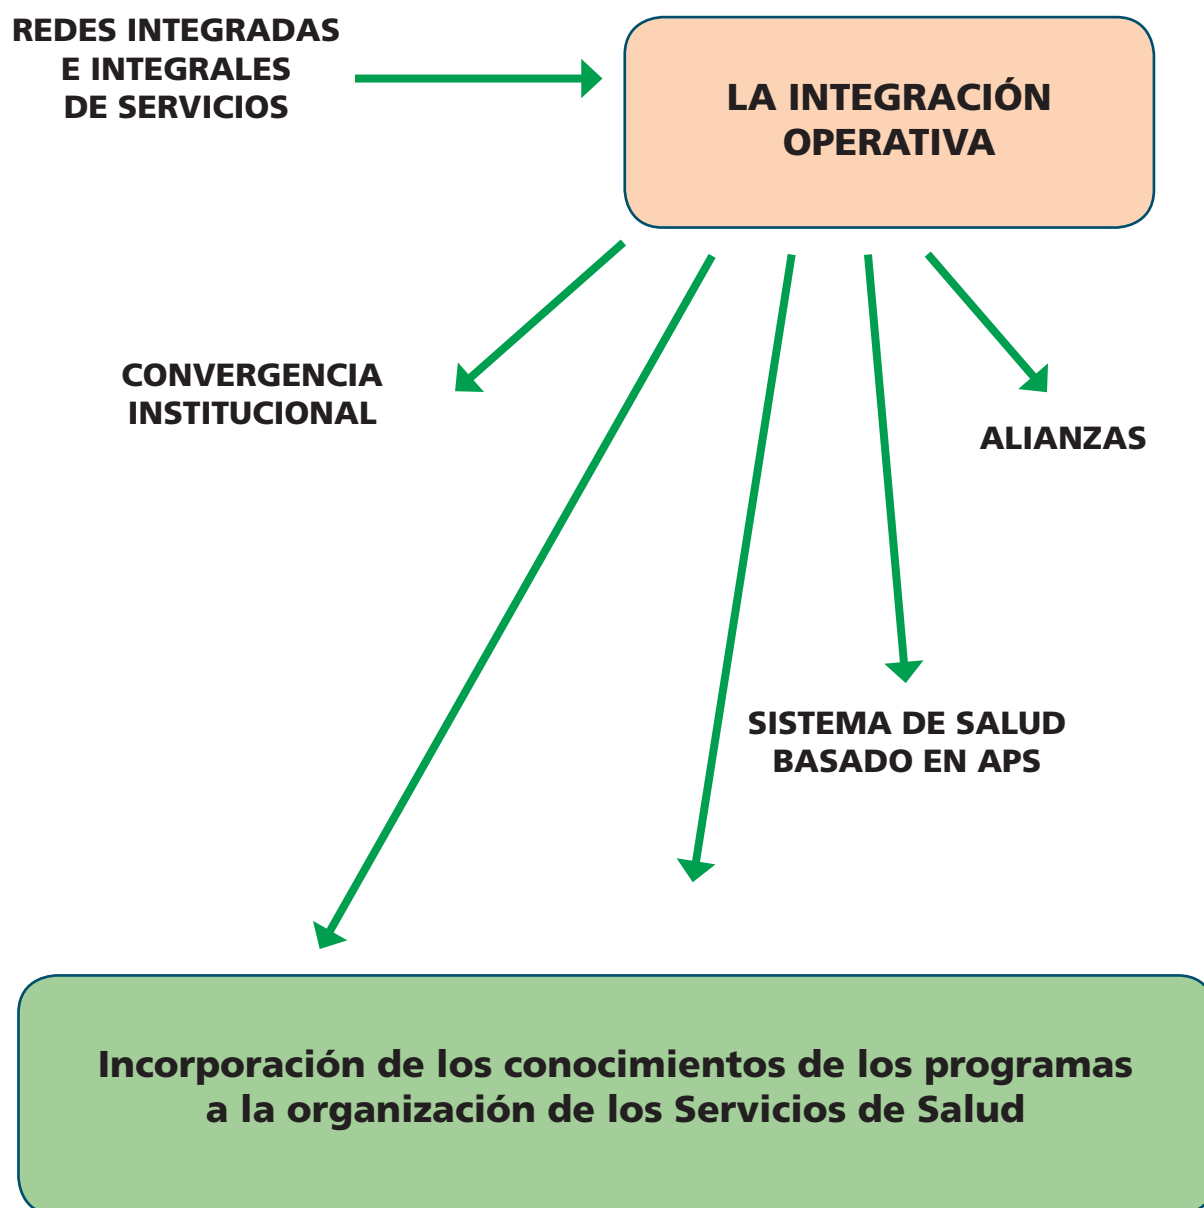 REDES INTEGRADAS
E INTEGRALES
DE SERVICIOS
LA INTEGRACIÓN
OPERATIVA
CONVERGENCIA
INSTITUCIONAL
ALIANZAS
SISTEMA DE SALUD
BASADO EN APS
Incorporación de los conocimientos de los programas
a la organización de los Servicios de Salud